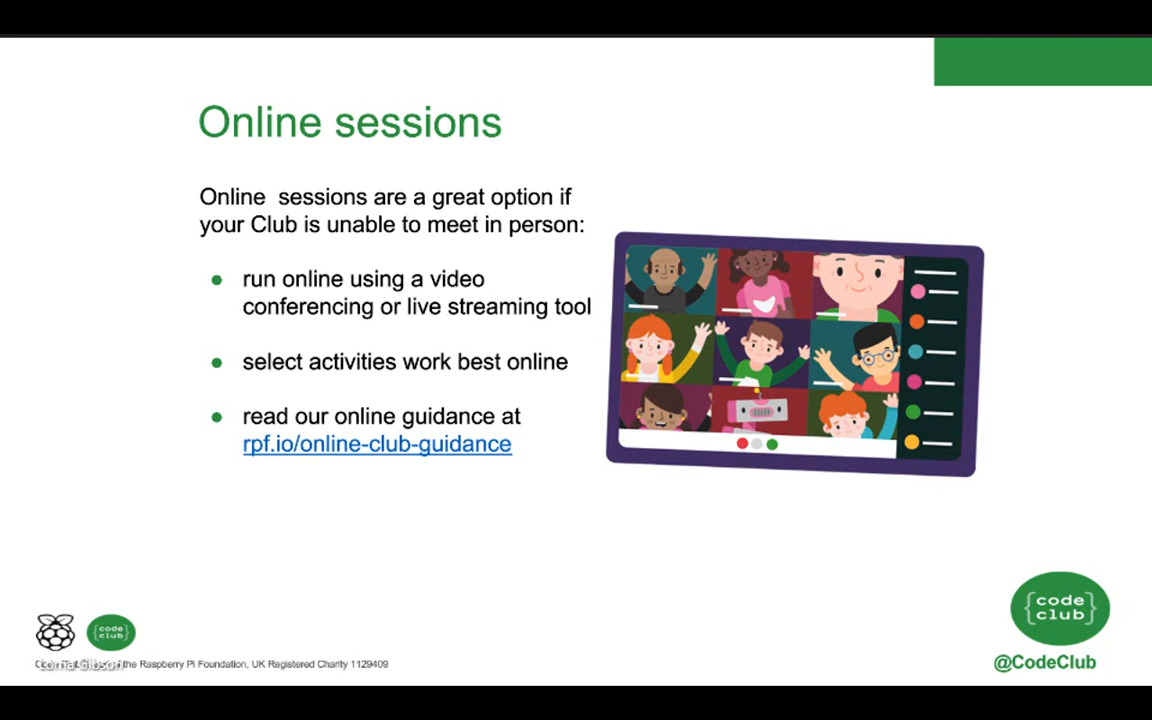 Online sessions
Online sessions are a great option if
your Club is unable to meet in person:
● run online using a video
conferencing or live streaming tool
● select activities work best online
● read our online guidance at
rpf.io/online-club-guidance
{code
club}
{code
club}
the Raspberry Pi Foundation, UK Registered Charity 1129409
@CodeClub